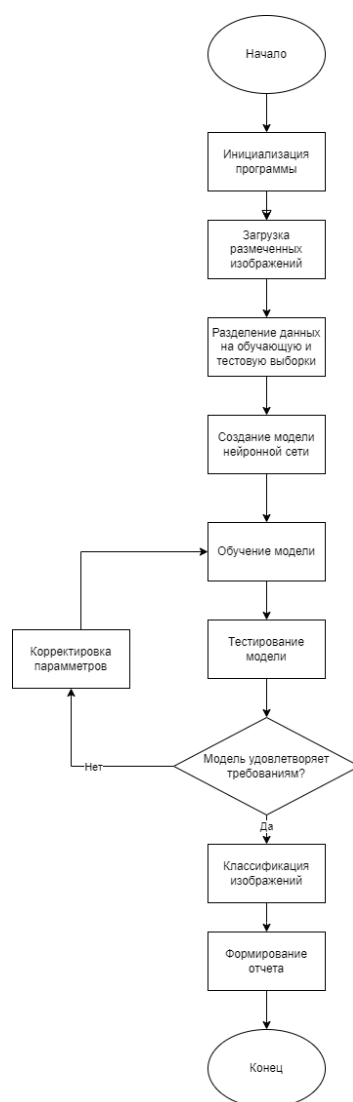 Начало
Инициализация
программы
Загрузка
размеченных
изображений
Разделение данных
на обучающую и
тестовую выборки
Создание модели
нейронной сети
Обучение модели
Корректировка
парамметров
Тестирование
модели
Модель удовлетворяет
требованиям?
Нет
Да
Классификация
изображений
Формирование
отчета
Конец